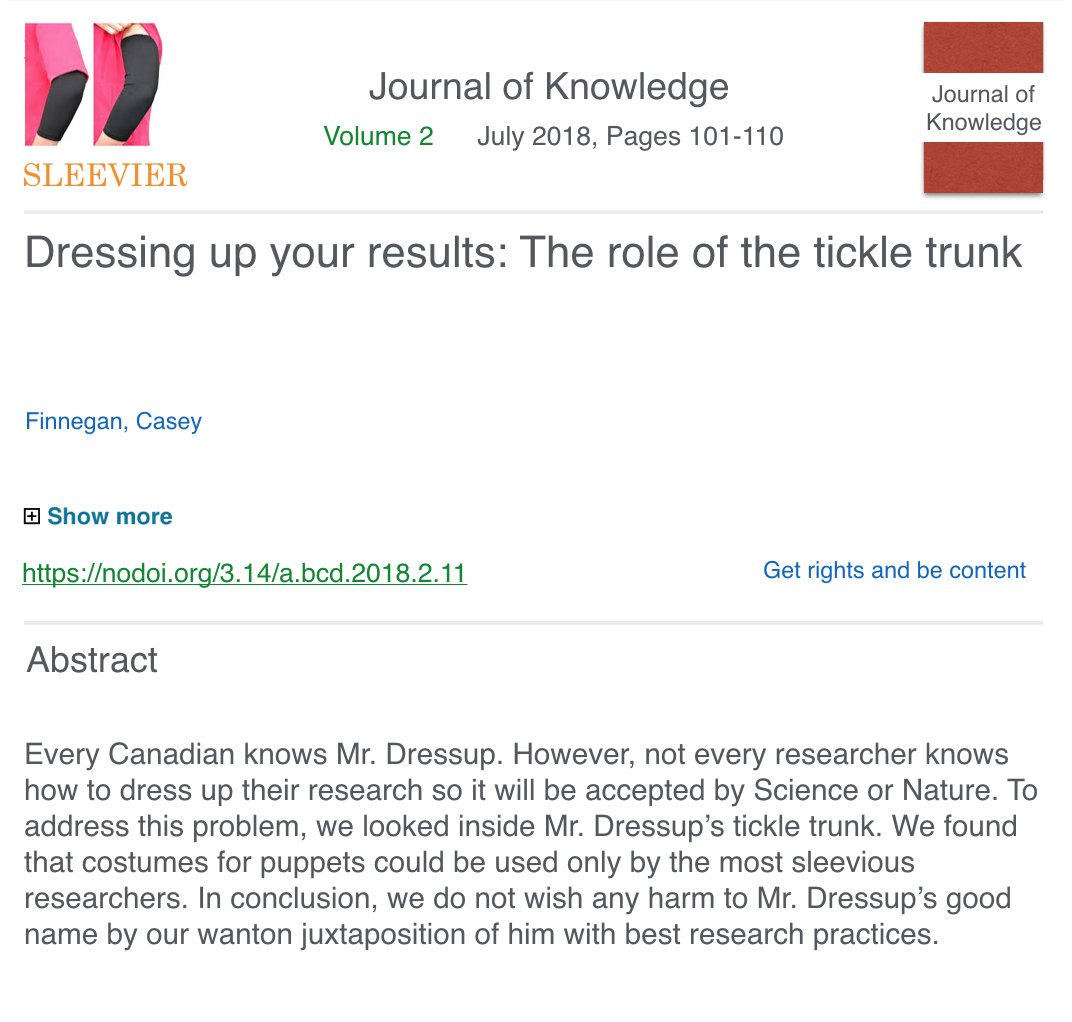 SLEEVIER
Journal of Knowledge
Volume 2 July 2018, Pages 101-110
Journal of
Knowledge
Dressing up your results: The role of the tickle trunk
Finnegan, Casey
Show more
https://nodoi.org/3.14/a.bcd.2018.2.11
Get rights and be content
Abstract
Every Canadian knows Mr. Dressup. However, not every researcher knows
how to dress up their research so it will be accepted by Science or Nature. To
address this problem, we looked inside Mr. Dressup’s tickle trunk. We found
that costumes for puppets could be used only by the most sleevious
researchers. In conclusion, we do not wish any harm to Mr. Dressup’s good
name by our wanton juxtaposition of him with best research practices.